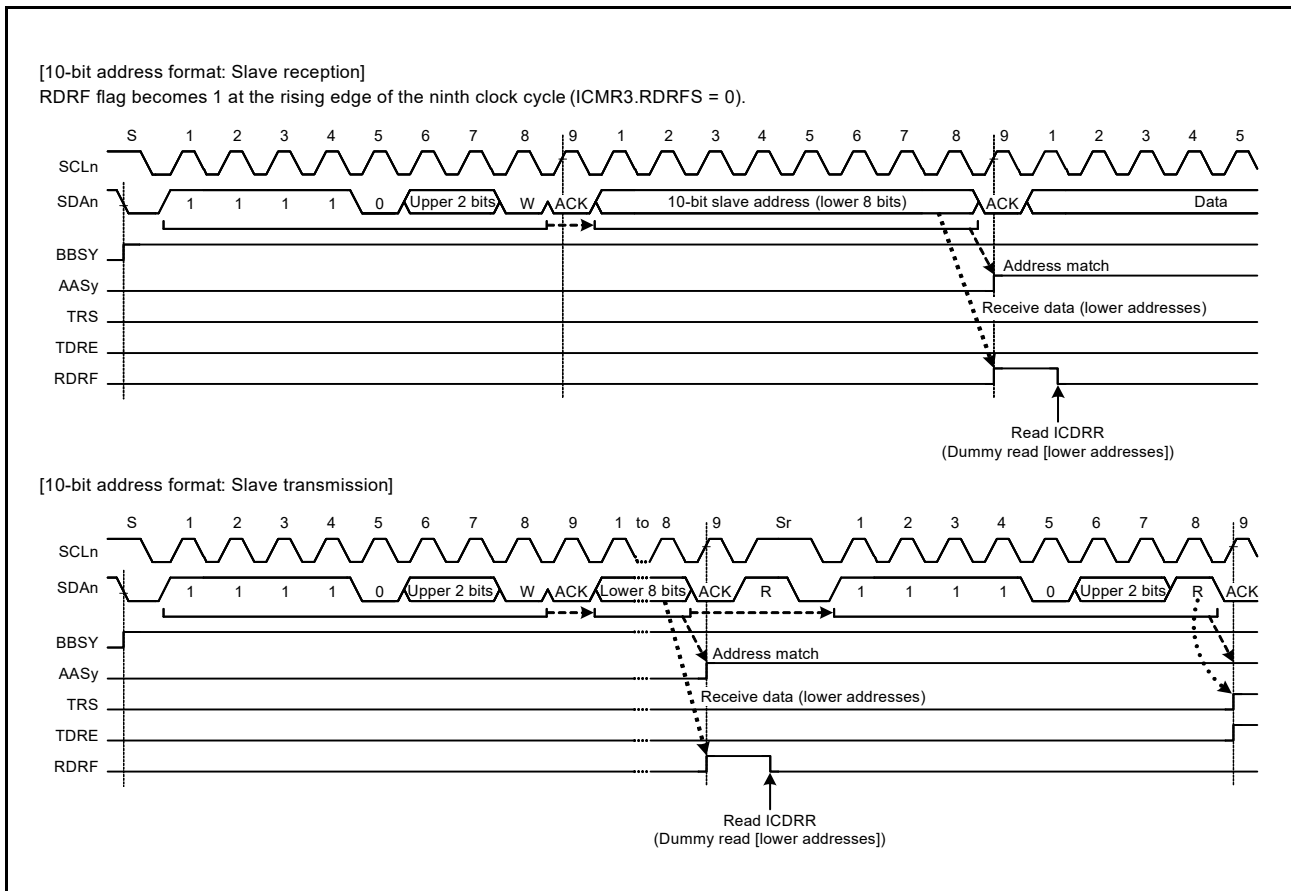 [10-bit address format: Slave reception]
RDRF flag becomes 1 at the rising edge of the ninth clock cycle (ICMR3.RDRFS = 0).
S 1 2 3 4 5 6 7 8 9 1 2 3 4 5 6 7 8 9 1 2 3 4 5
SCLn
SDAn 1 1 1 1 0 Upper 2 bits W ACK 10-bit slave address (lower 8 bits) ACK Data
BBSY
Address match
AASy
Receive data (lower addresses)
TRS
TDRE
RDRF
Read ICDRR
(Dummy read [lower addresses])
[10-bit address format: Slave transmission]
S 1 2 3 4 5 6 7 8 9 1 to 8 9 Sr 1 2 3 4 5 6 7 8 9
SCLn
SDAn 1 1 1 1 0 Upper 2 bits W ACK Lower 8 bits ACK R 1 1 1 1 0 Upper 2 bits R ACK
BBSY
Address match
AASy
Receive data (lower addresses)
TRS
TDRE
RDRF
Read ICDRR
(Dummy read [lower addresses])